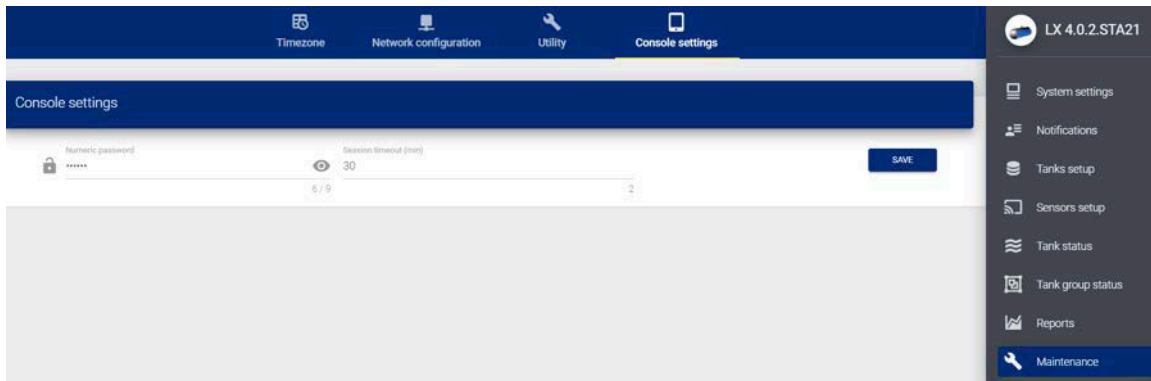 Timezone
Network configuration
Utility
Console settings
LX 4.0.2.STA21
Console settings
Numeric password
••••••
6 / 9
Session timeout (min)
30
2
SAVE
System settings
Notifications
Tanks setup
Sensors setup
Tank status
Tank group status
Reports
Maintenance